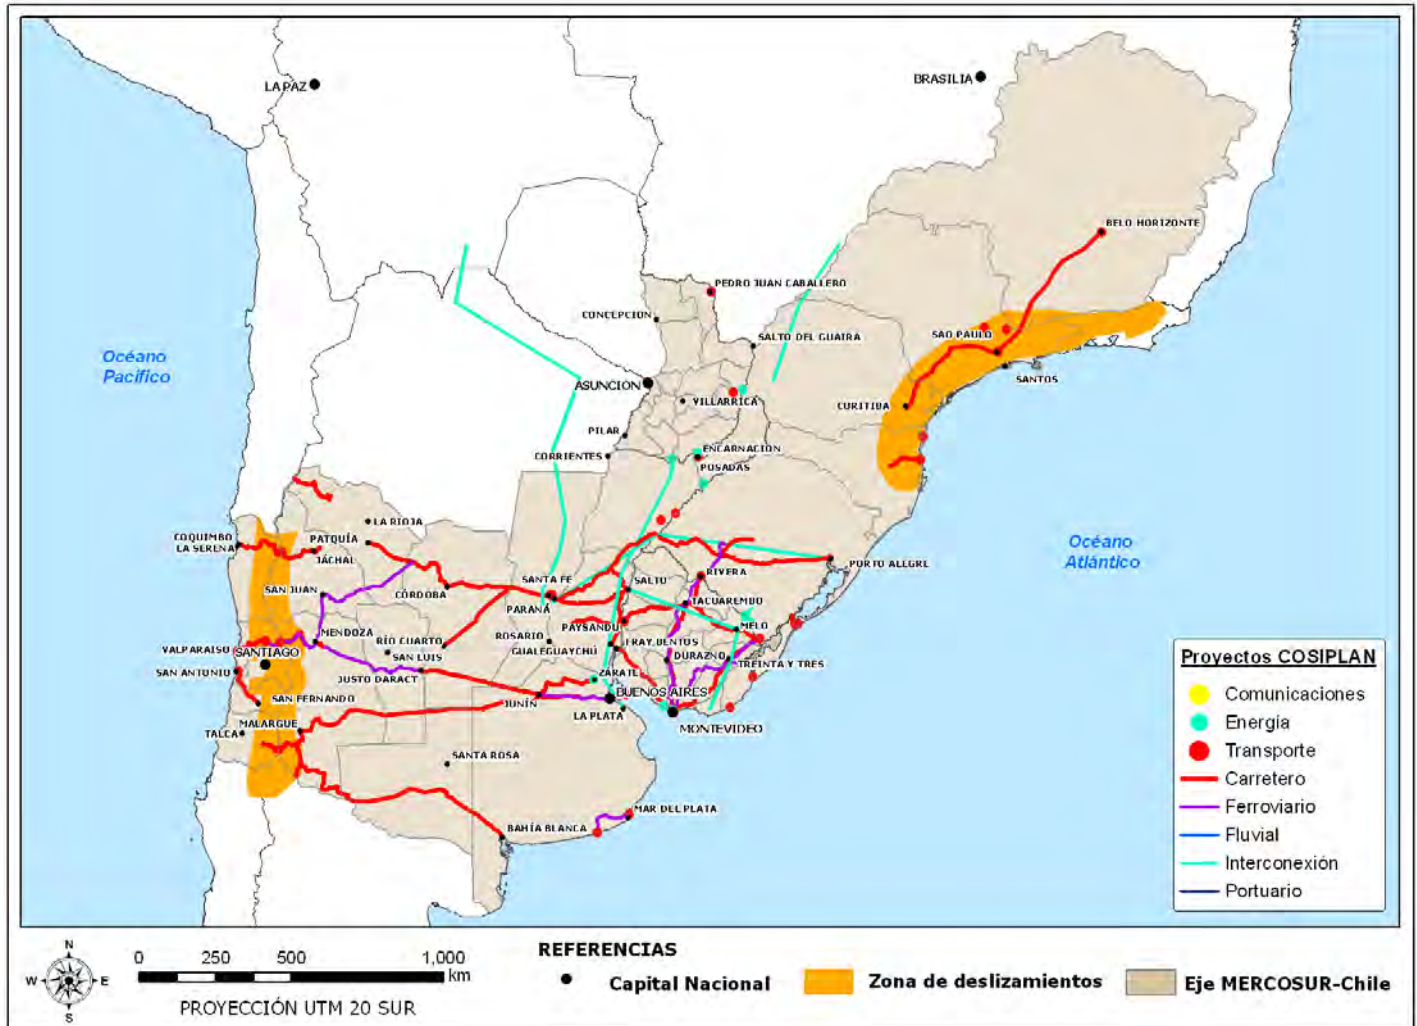 LA PAZ
BRASILIA
BELO HORIZONTE
PEDRO JUAN CABALLERO
CONCEPCION
SALTO DEL GUAIRA
SAO PAULO
Océano
Pacífico
ASUNCION
SANTOS
VILLARRICA
CURITIBA
PILAR
CORRIENTES
ENCARNACION
POSADAS
LA RIOJA
COQUIMBO
LA SERENA
PATQUÍA
JÁCHAL
Océano
Atlántico
PORTO ALEGRE
SANTA FE
SALTO
RIVERA
SAN JUAN
CÓRDOBA
PARANÁ
TACUAREMBO
PAYSANDU
MELO
MENDOZA
RÍO CUARTO
ROSARIO
FRAY BENTOS
VALPARAISO
SANTIAGO
SAN LUIS
GUALEGUAYCHÚ
DURAZNO
TREINTA Y TRES
SAN ANTONIO
JUSTO DARACT
ZÁRATE
BUENOS AIRES
SAN FERNANDO
JUNÍN
LA PLATA
MALARGUE
TALCA
MONTEVIDEO
SANTA ROSA
MAR DEL PLATA
BAHÍA BLANCA
Proyectos COSIPLAN
Comunicaciones
Energía
Transporte
Carretero
Ferroviario
Fluvial
Interconexión
Portuario
N
W E
S
0 250 500 1,000
km
PROYECCIÓN UTM 20 SUR
REFERENCIAS
Capital Nacional
Zona de deslizamientos
Eje MERCOSUR-Chile